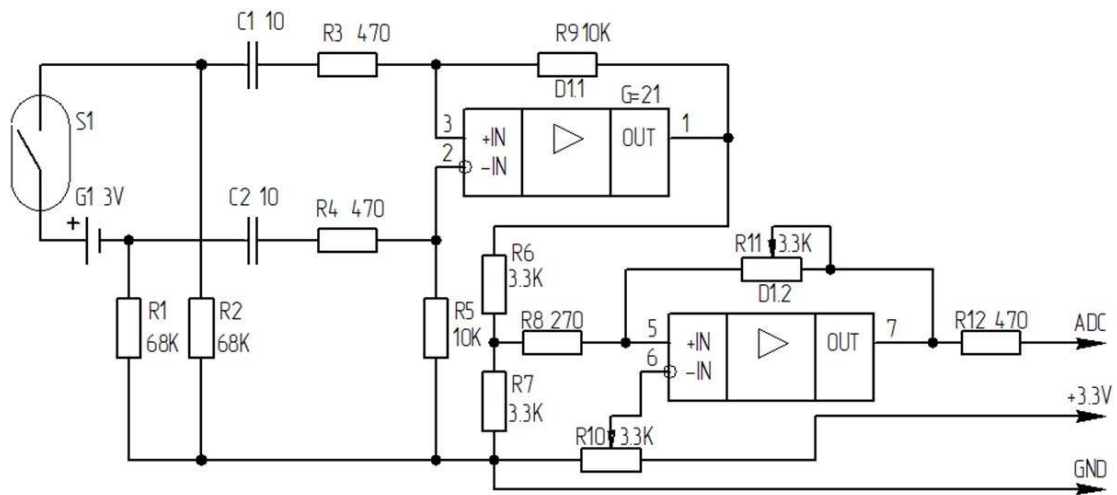 C1 10
R3 470
R9 10K
D1.1
G=21
S1
3
+IN
OUT
1
2
-IN
G1 3V
+
C2 10
R4 470
R6
3.3K
R11 3.3K
D1.2
R1
68K
R2
68K
R5
10K
R8 270
5
+IN
OUT
7
R12 470
ADC
6
-IN
R7
3.3K
+3.3V
R10 3.3K
GND